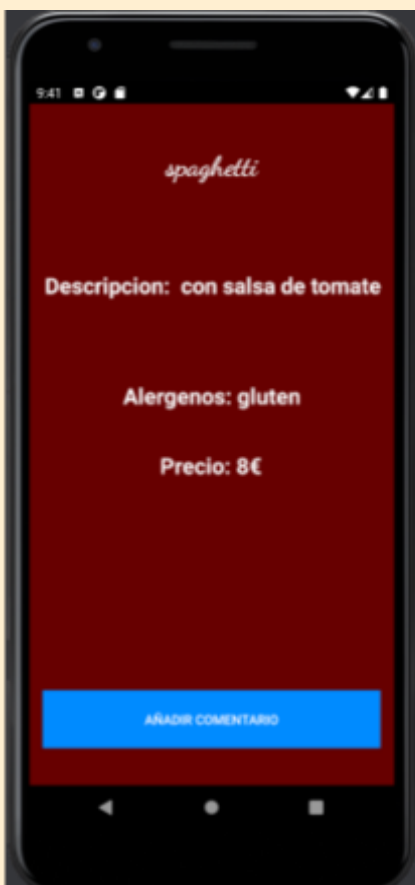 9:41
spaghetti
Descripcion: con salsa de tomate
Alergenos: gluten
Precio: 8€
AÑADIR COMENTARIO